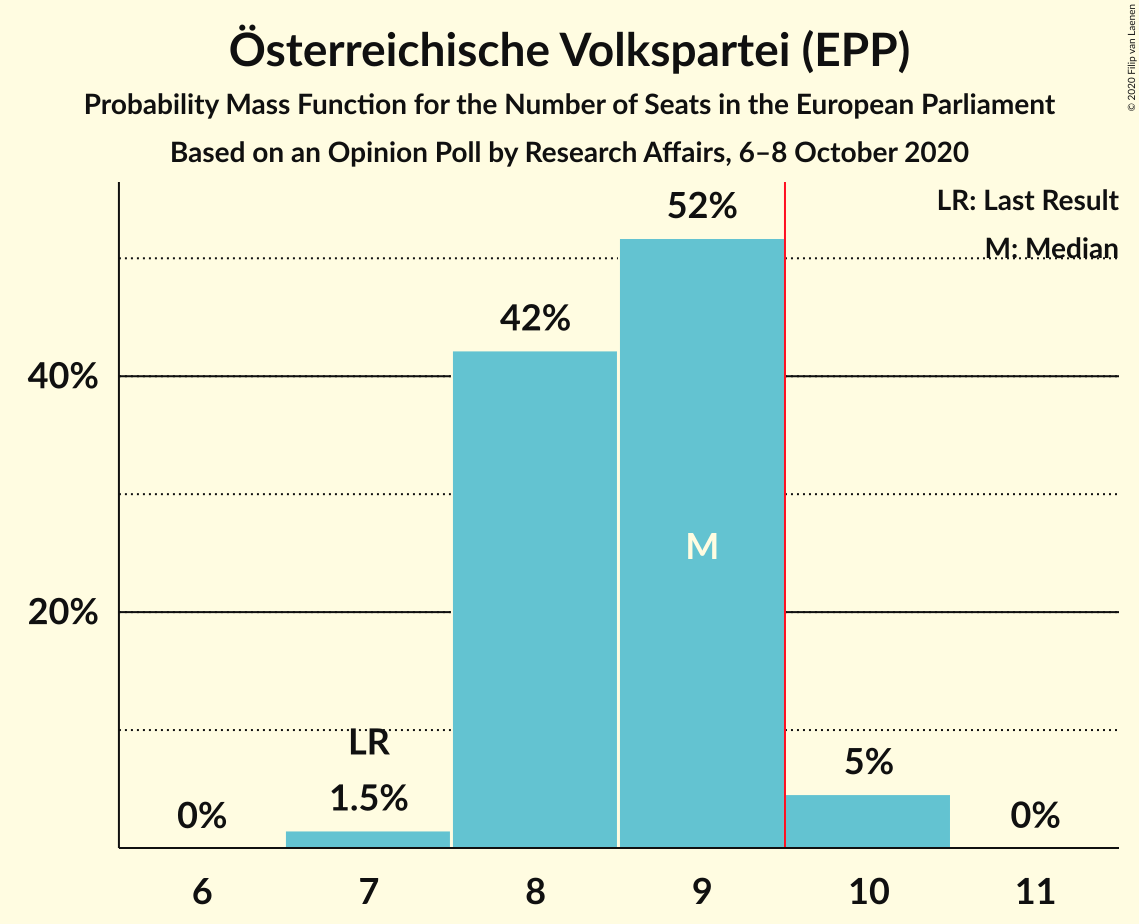 Österreichische Volkspartei (EPP)
Probability Mass Function for the Number of Seats in the European Parliament
Based on an Opinion Poll by Research Affairs, 6–8 October 2020
© 2020 Filip van Laenen
LR: Last Result
M: Median
52%
42%
40%
M
20%
LR
1.5%
5%
0%
0%
6 7 8 9 10 11